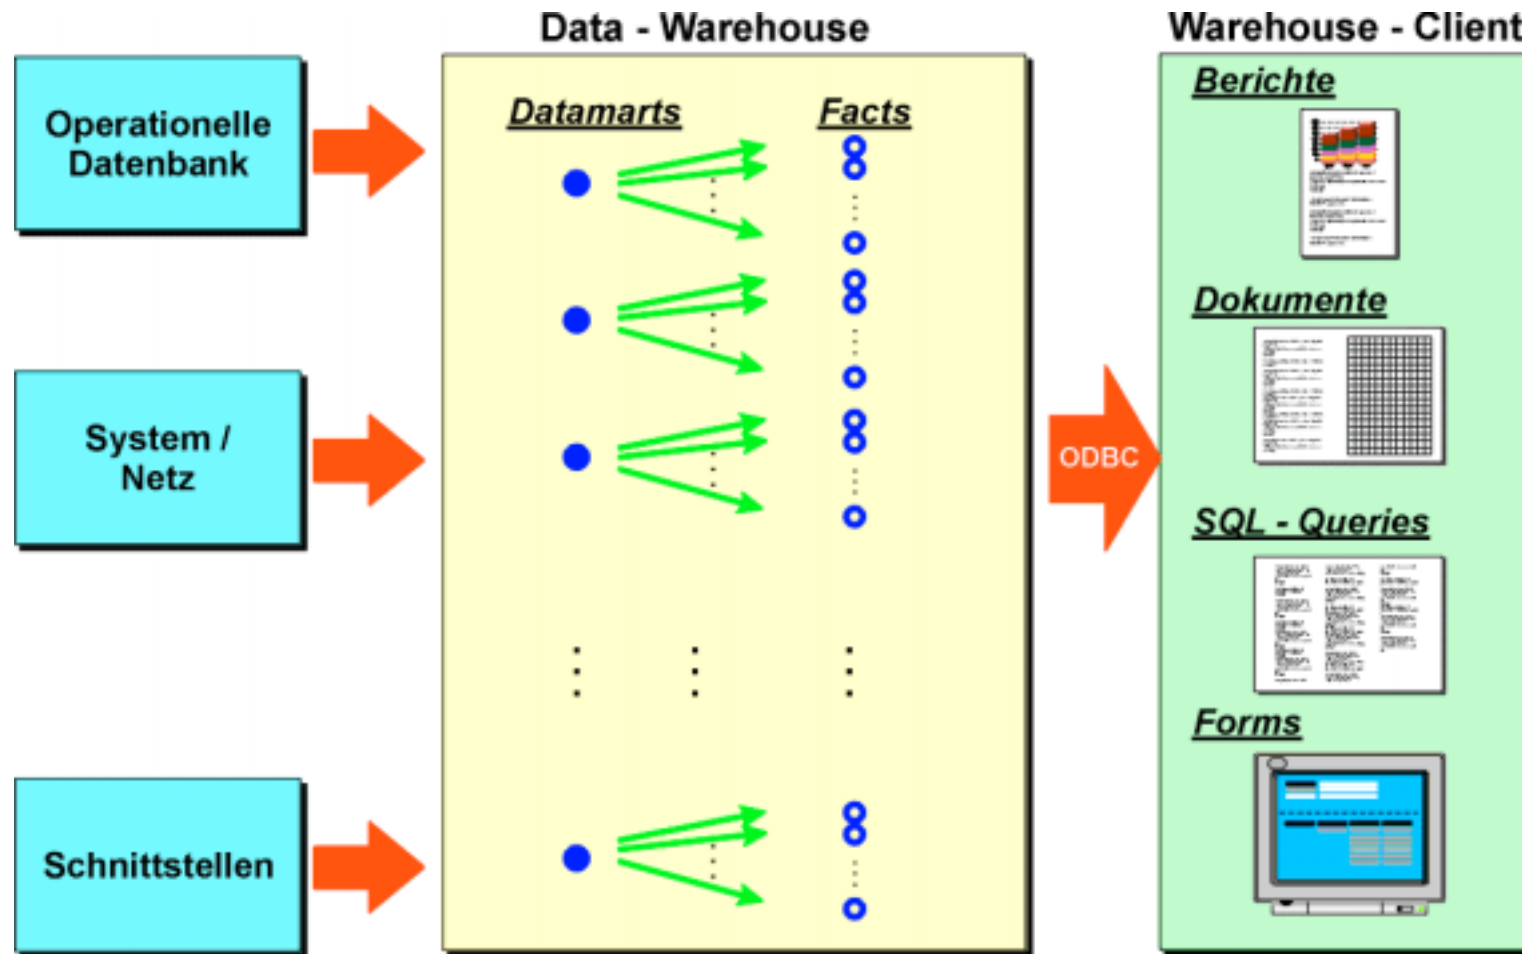 Data - Warehouse
Warehouse - Client
Operationelle
Datenbank
System /
Netz
Schnittstellen
Datamarts
Facts
ODBC
Berichte
Dokumente
SQL - Queries
Forms